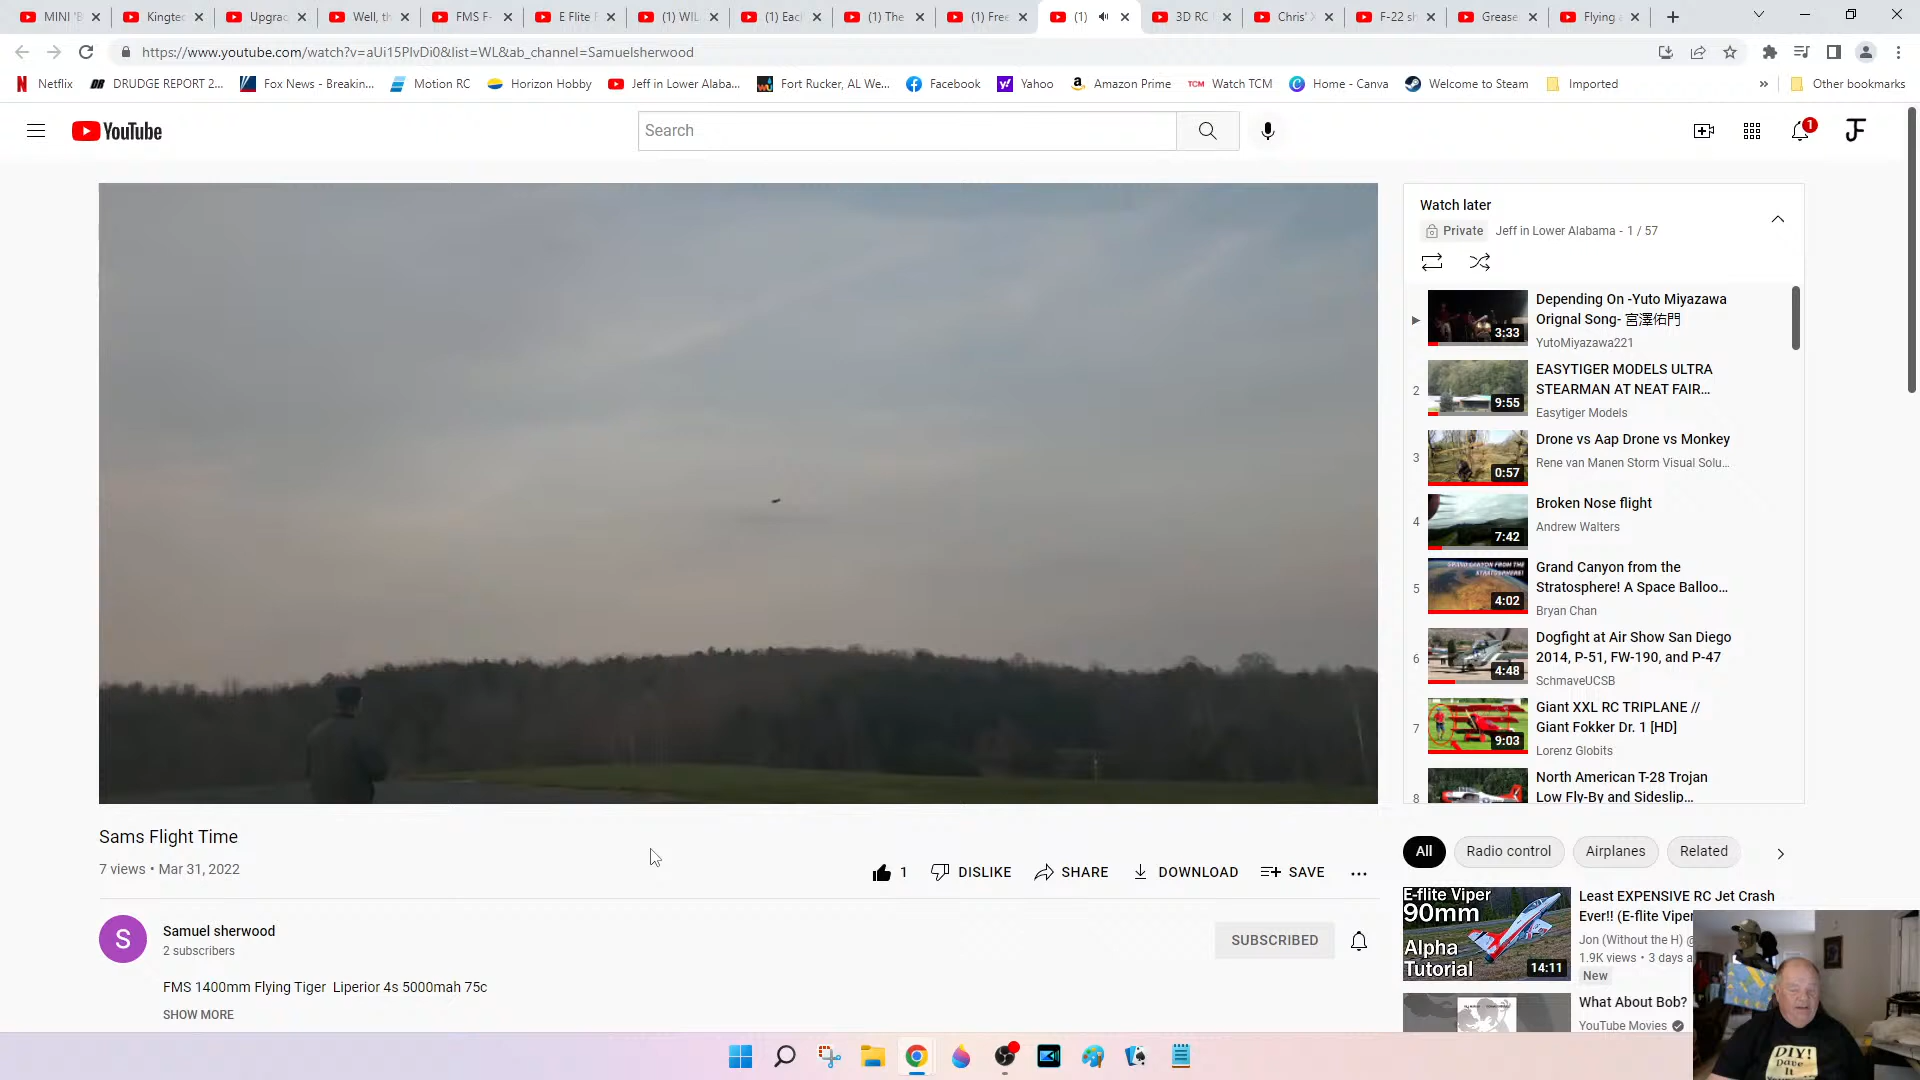 MINI 'B
Kingtec
Upgrac
Well, th
FMS F-
E Flite F
(1) WIL
(1) Eac
(1) The
(1) Free
(1)
3D RC
Chris'
F-22 sh
Grease
Flying a
https://www.youtube.com/watch?v=aUi15PlvDi0&list=WL&ab_channel=Samuelsherwood
Netflix
DRUDGE REPORT 2...
Fox News - Breakin...
Motion RC
Horizon Hobby
Jeff in Lower Alaba...
Fort Rucker, AL We...
Facebook
Yahoo
Amazon Prime
TCM Watch TCM
Home - Canva
Welcome to Steam
Imported
»
Other bookmarks
YouTube
Search
1
Watch later
Private Jeff in Lower Alabama - 1 / 57
3:33
Depending On -Yuto Miyazawa
Orignal Song- 宮澤佑門
YutoMiyazawa221
2
9:55
EASYTIGER MODELS ULTRA
STEARMAN AT NEAT FAIR...
Easytiger Models
3
0:57
Drone vs Aap Drone vs Monkey
Rene van Manen Storm Visual Solu...
4
7:42
Broken Nose flight
Andrew Walters
5
GRAND CANYON FROM THE
STRATOSPHERE!
4:02
Grand Canyon from the
Stratosphere! A Space Balloo...
Bryan Chan
6
4:48
Dogfight at Air Show San Diego
2014, P-51, FW-190, and P-47
SchmaveUCSB
7
9:03
Giant XXL RC TRIPLANE //
Giant Fokker Dr. 1 [HD]
Lorenz Globits
8
North American T-28 Trojan
Low Fly-By and Sideslip...
Sams Flight Time
7 views • Mar 31, 2022
1
DISLIKE
SHARE
DOWNLOAD
SAVE
...
S
Samuel sherwood
2 subscribers
SUBSCRIBED
FMS 1400mm Flying Tiger Liperior 4s 5000mah 75c
SHOW MORE
All
Radio control
Airplanes
Related
E-flite Viper
90mm
Alpha
Tutorial
14:11
Least EXPENSIVE RC Jet Crash
Ever!! (E-flite Viper
Jon (Without the H)
1.9K views • 3 days a
New
What About Bob?
YouTube Movies
DIY!
Dave
It